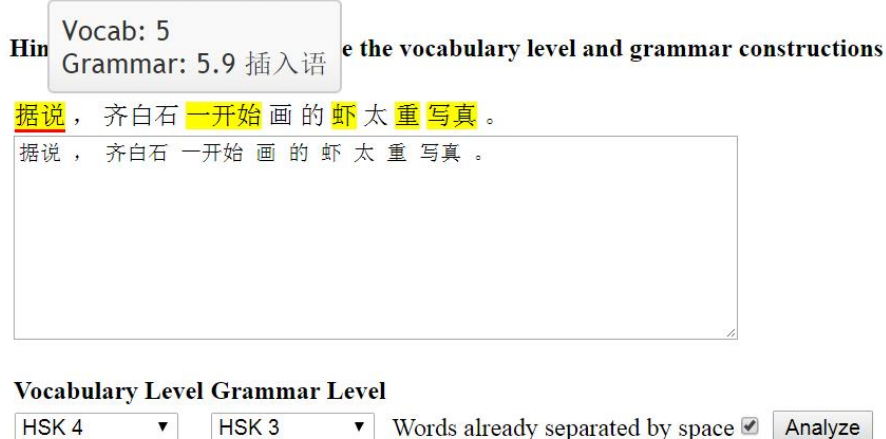 Vocab: 5
Grammar: 5.9 插入语
e the vocabulary level and grammar constructions
据说 ， 齐白石 一开始 画 的 虾 太 重 写真 。
据说 ， 齐白石 一开始 画 的 虾 太 重 写真 。
Vocabulary Level Grammar Level
HSK 4 HSK 3 Words already separated by space Analyze